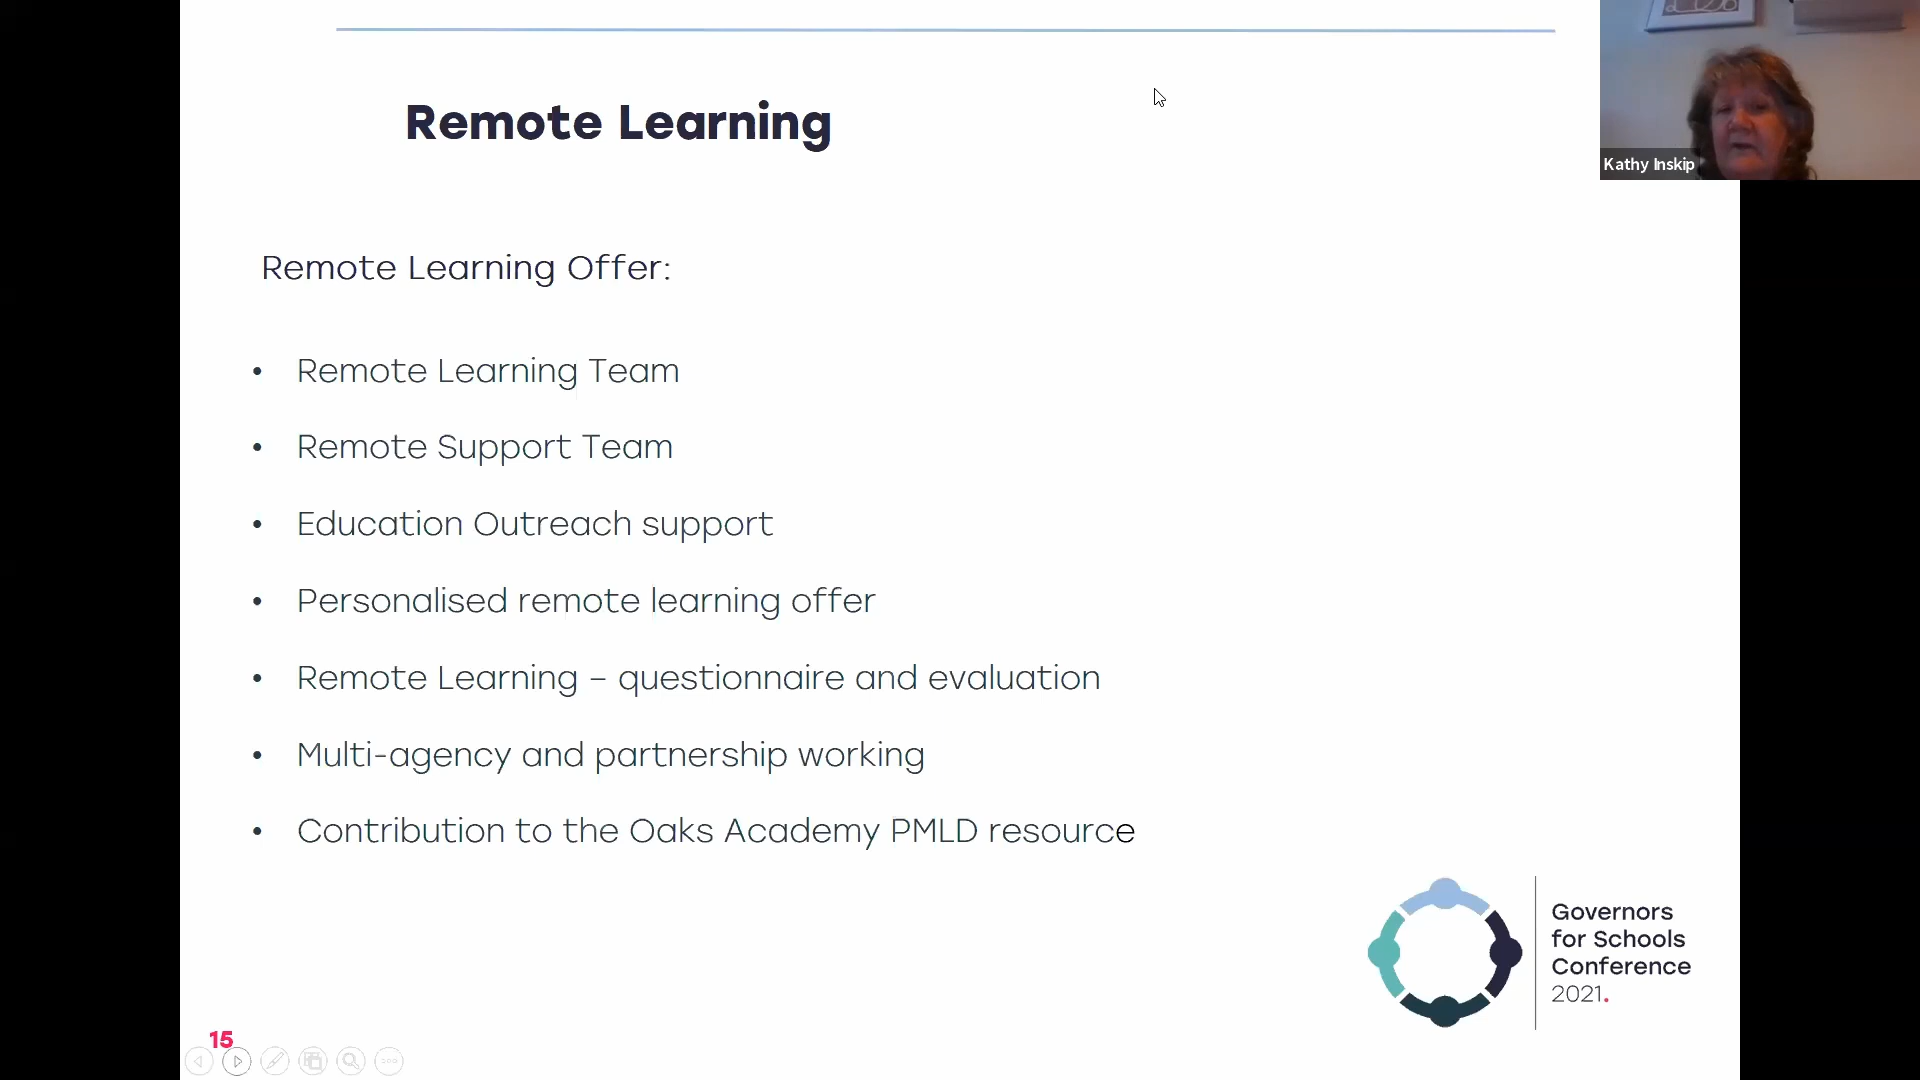 Remote Learning
Kathy Inskip
Remote Learning Offer:
• Remote Learning Team
• Remote Support Team
• Education Outreach support
• Personalised remote learning offer
• Remote Learning – questionnaire and evaluation
• Multi-agency and partnership working
• Contribution to the Oaks Academy PMLD resource
Governors
for Schools
Conference
2021.
15